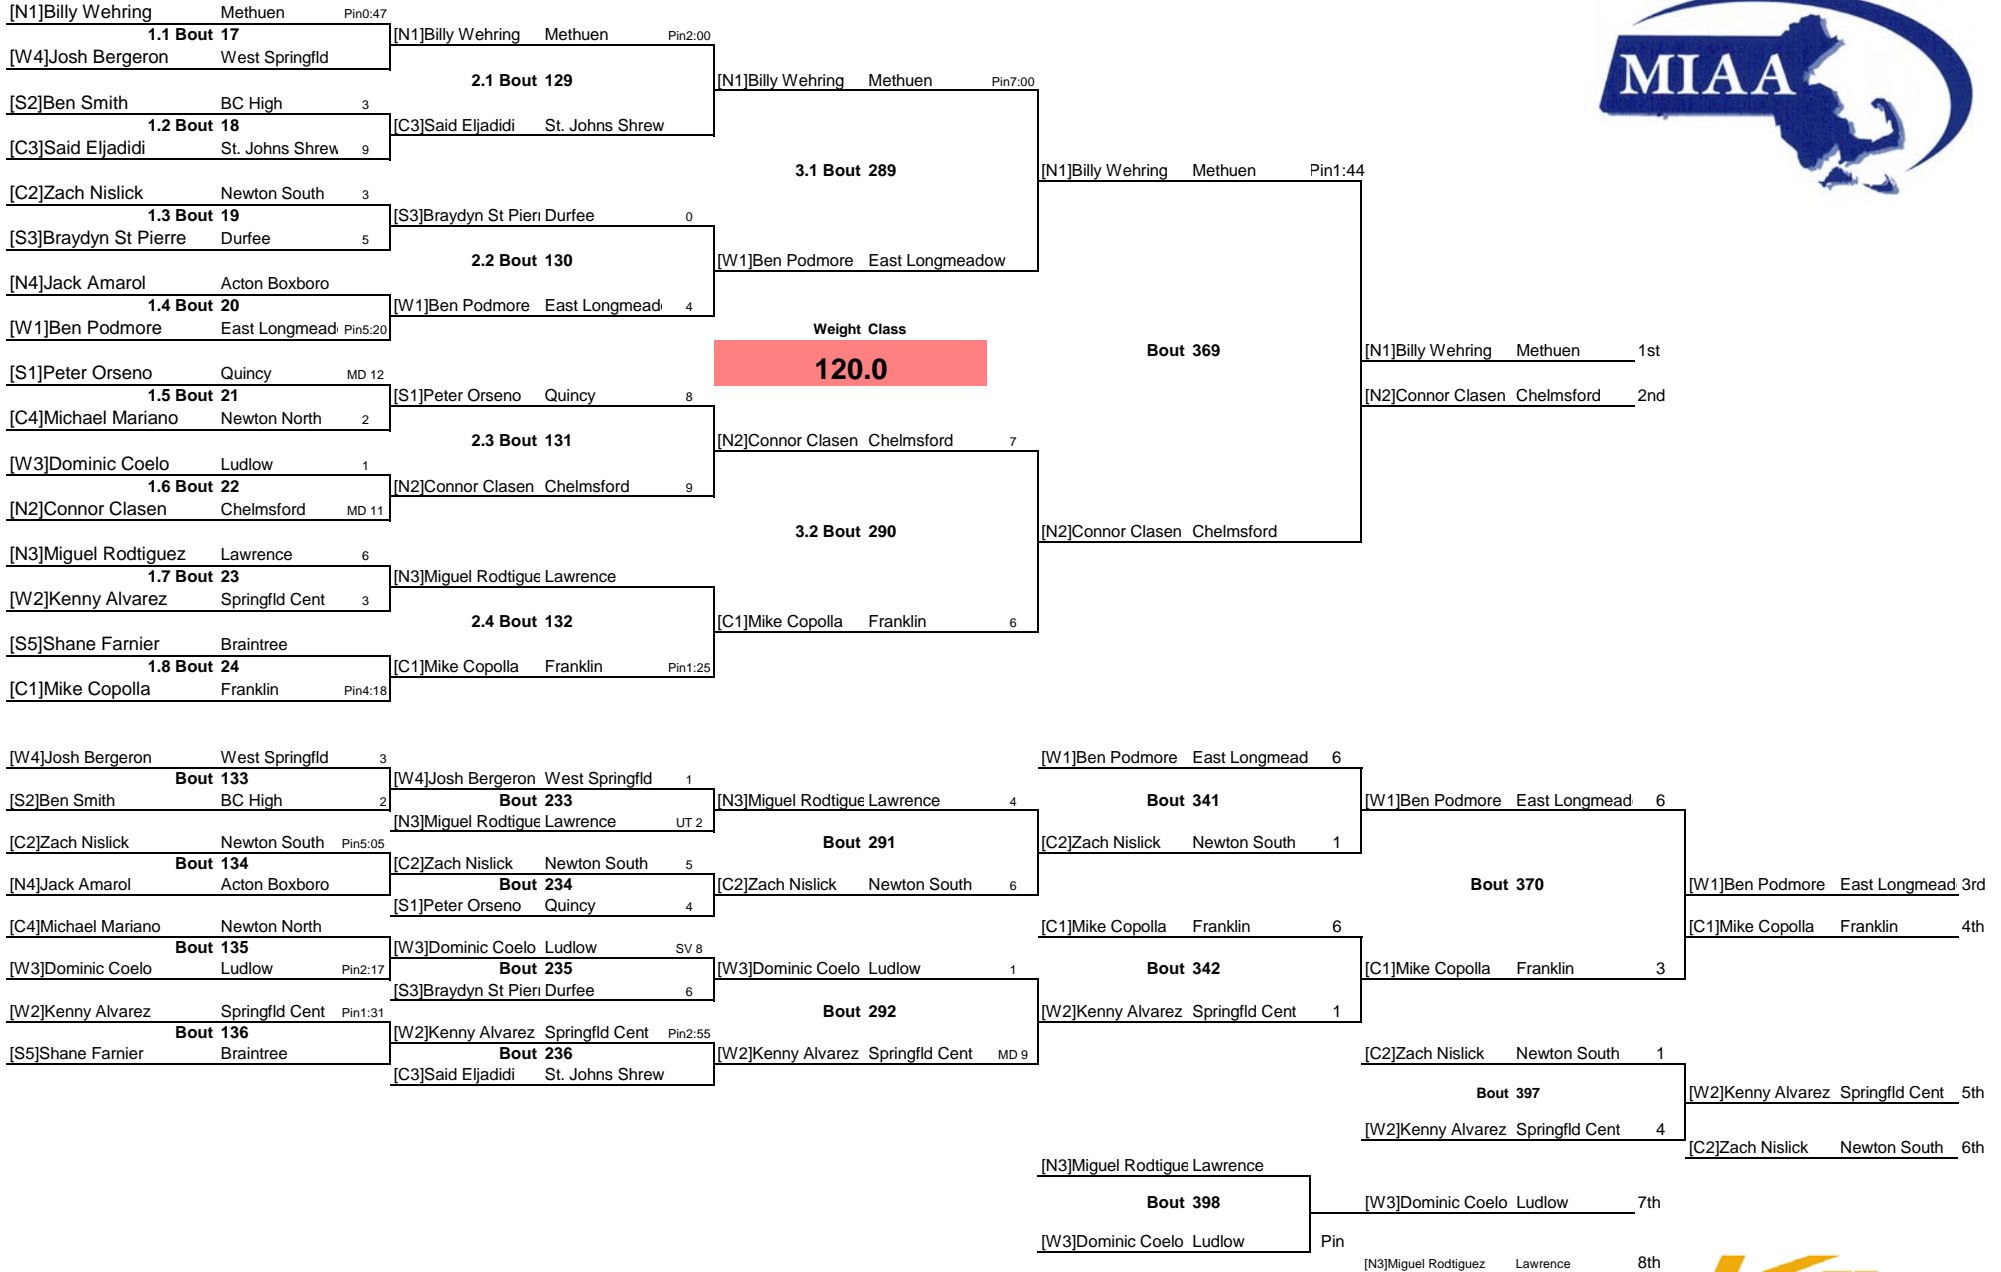 [N1]Billy Wehring Methuen Pin0:47
1.1 Bout 17
[W4]Josh Bergeron West Springfld
[S2]Ben Smith BC High 3
1.2 Bout 18
[C3]Said Eljadidi St. Johns Shrew 9
[C2]Zach Nislick Newton South 3
1.3 Bout 19
[S3]Braydyn St Pierre Durfee 5
[N4]Jack Amarol Acton Boxboro
1.4 Bout 20
[W1]Ben Podmore East Longmead Pin5:20
[S1]Peter Orseno Quincy MD 12
1.5 Bout 21
[C4]Michael Mariano Newton North 2
[W3]Dominic Coelo Ludlow 1
1.6 Bout 22
[N2]Connor Clasen Chelmsford MD 11
[N3]Miguel Rodtiguez Lawrence 6
1.7 Bout 23
[W2]Kenny Alvarez Springfld Cent 3
[S5]Shane Farnier Braintree
1.8 Bout 24
[C1]Mike Copolla Franklin Pin4:18
[N1]Billy Wehring Methuen Pin2:00
2.1 Bout 129
[C3]Said Eljadidi St. Johns Shrew
[S3]Braydyn St Pierr Durfee 0
2.2 Bout 130
[W1]Ben Podmore East Longmead 4
[S1]Peter Orseno Quincy 8
2.3 Bout 131
[N2]Connor Clasen Chelmsford 9
[N3]Miguel Rodtigue Lawrence
2.4 Bout 132
[C1]Mike Copolla Franklin Pin1:25
[N1]Billy Wehring Methuen Pin7:00
3.1 Bout 289
[W1]Ben Podmore East Longmeadow
Weight Class
120.0
[N2]Connor Clasen Chelmsford 7
3.2 Bout 290
[C1]Mike Copolla Franklin 6
[N1]Billy Wehring Methuen Pin1:44
Bout 369
[N2]Connor Clasen Chelmsford
[N1]Billy Wehring Methuen 1st
[N2]Connor Clasen Chelmsford 2nd
MIAA
[W4]Josh Bergeron West Springfld 3
Bout 133
[S2]Ben Smith BC High 2
[C2]Zach Nislick Newton South Pin5:05
Bout 134
[N4]Jack Amarol Acton Boxboro
[C4]Michael Mariano Newton North
Bout 135
[W3]Dominic Coelo Ludlow Pin2:17
[W2]Kenny Alvarez Springfld Cent Pin1:31
Bout 136
[S5]Shane Farnier Braintree
[W4]Josh Bergeron West Springfld 1
Bout 233
[N3]Miguel Rodtigue Lawrence UT 2
[C2]Zach Nislick Newton South 5
Bout 234
[S1]Peter Orseno Quincy 4
[W3]Dominic Coelo Ludlow SV 8
Bout 235
[S3]Braydyn St Pierr Durfee 6
[W2]Kenny Alvarez Springfld Cent Pin2:55
Bout 236
[C3]Said Eljadidi St. Johns Shrew
[N3]Miguel Rodtigue Lawrence 4
Bout 291
[C2]Zach Nislick Newton South 6
[W3]Dominic Coelo Ludlow 1
Bout 292
[W2]Kenny Alvarez Springfld Cent MD 9
[W1]Ben Podmore East Longmead 6
Bout 341
[C2]Zach Nislick Newton South 1
[C1]Mike Copolla Franklin 6
Bout 342
[W2]Kenny Alvarez Springfld Cent 1
[W1]Ben Podmore East Longmead 6
Bout 370
[C1]Mike Copolla Franklin 3
[W1]Ben Podmore East Longmead 3rd
[C1]Mike Copolla Franklin 4th
[C2]Zach Nislick Newton South 1
Bout 397
[W2]Kenny Alvarez Springfld Cent 4
[W2]Kenny Alvarez Springfld Cent 5th
[C2]Zach Nislick Newton South 6th
[N3]Miguel Rodtigue Lawrence
Bout 398
[W3]Dominic Coelo Ludlow Pin
[W3]Dominic Coelo Ludlow 7th
[N3]Miguel Rodtiguez Lawrence 8th